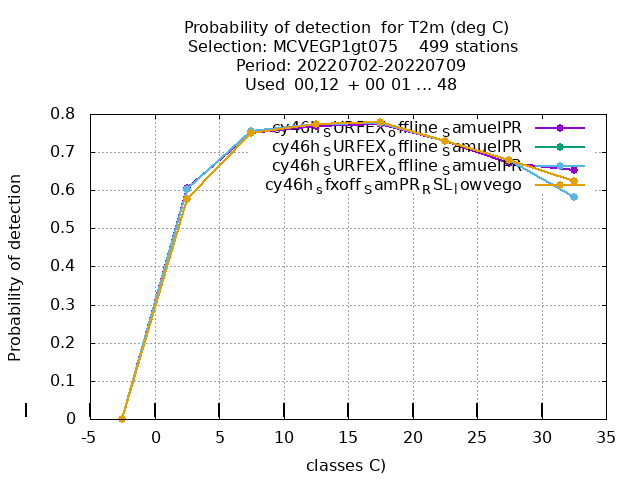 Probability of detection  for T2m (deg C)
Selection: MCVEGP1gt075    499 stations
Period: 20220702-20220709
Used  00,12  + 00 01 ... 48
cy46h_SURFEX_offline_samuelPR
cy46h_SURFEX_offline_samuelPR
cy46h_SURFEX_offline_samuelPR
cy46h_sfxoff_samPR_RSL_lowvego
Probability of detection
0.8
0.7
0.6
0.5
0.4
0.3
0.2
0.1
0
-5 0 5 10 15 20 25 30 35
classes C)